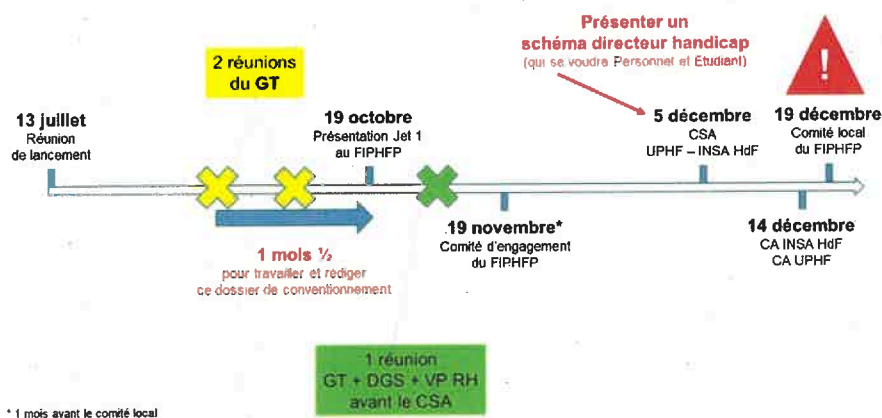 Présenter un
schéma directeur handicap
(qui se voudra Personnel et Etudiant)
!
2 réunions
du GT
13 juillet
Réunion
de lancement
19 octobre
Présentation Jet 1
au FIPHFP
5 décembre
CSA
UPHF – INSA HdF
19 décembre
Comité local
du FIPHFP
1 mois ½
pour travailler et rédiger
ce dossier de conventionnement
19 novembre*
Comité d'engagement
du FIPHFP
14 décembre
CA INSA HdF
CA UPHF
1 réunion
GT + DGS + VP RH
avant le CSA
* 1 mois avant le comité local